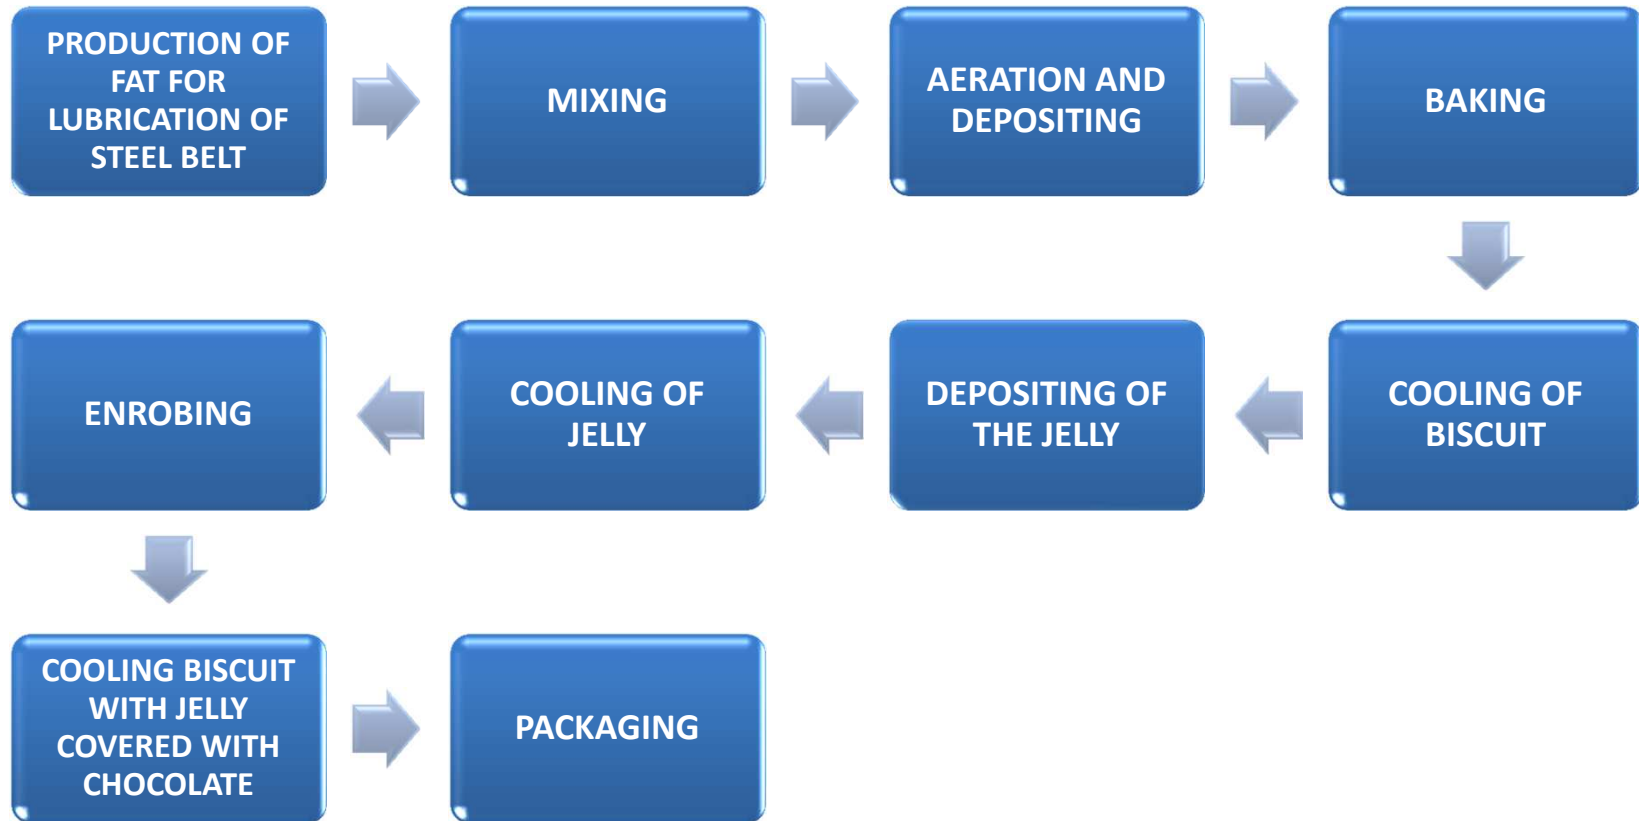 PRODUCTION OF
FAT FOR
LUBRICATION OF
STEEL BELT
MIXING
AERATION AND
DEPOSITING
BAKING
COOLING OF
BISCUIT
DEPOSITING OF
THE JELLY
COOLING OF
JELLY
ENROBING
COOLING BISCUIT
WITH JELLY
COVERED WITH
CHOCOLATE
PACKAGING